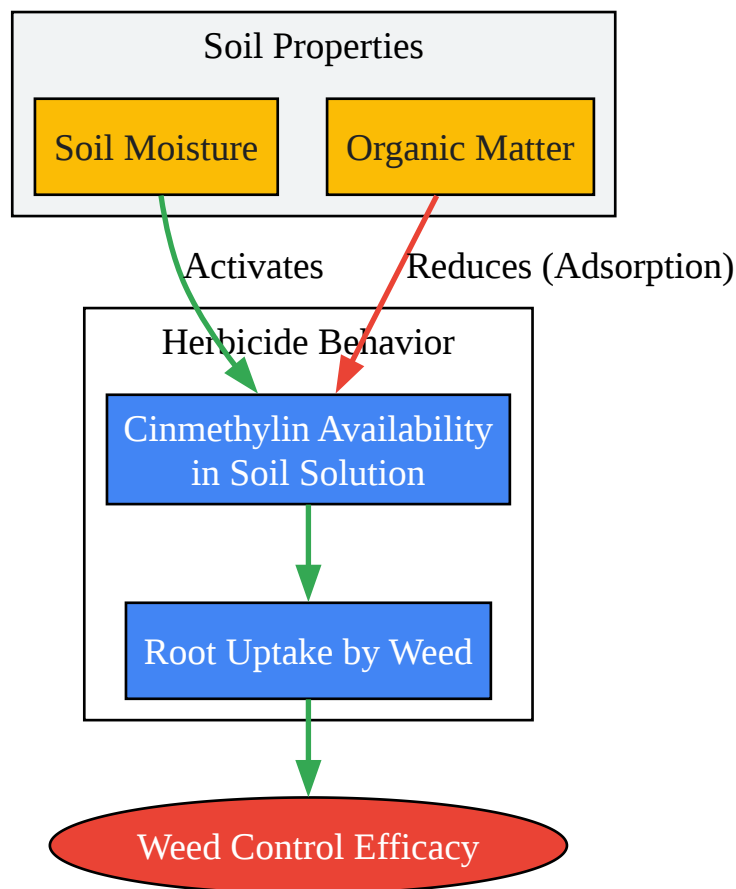 Soil Properties
Soil Moisture
Organic Matter
Activates
Reduces (Adsorption)
Herbicide Behavior
Cinmethylin Availability
in Soil Solution
Root Uptake by Weed
Weed Control Efficacy